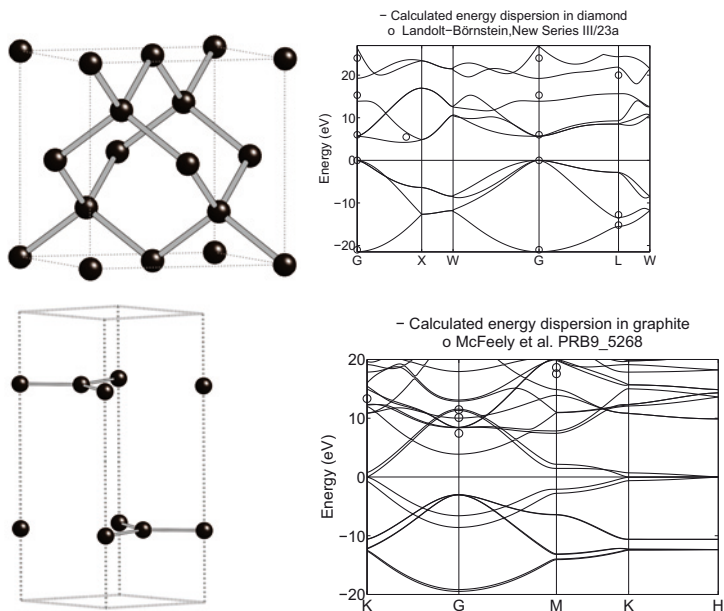 − Calculated energy dispersion in diamond
o Landolt−Börnstein,New Series III/23a
20
10
0
−10
−20
Energy (eV)
G X W G L W
− Calculated energy dispersion in graphite
o McFeely et al. PRB9_5268
20
10
0
−10
−20
Energy (eV)
K G M K H